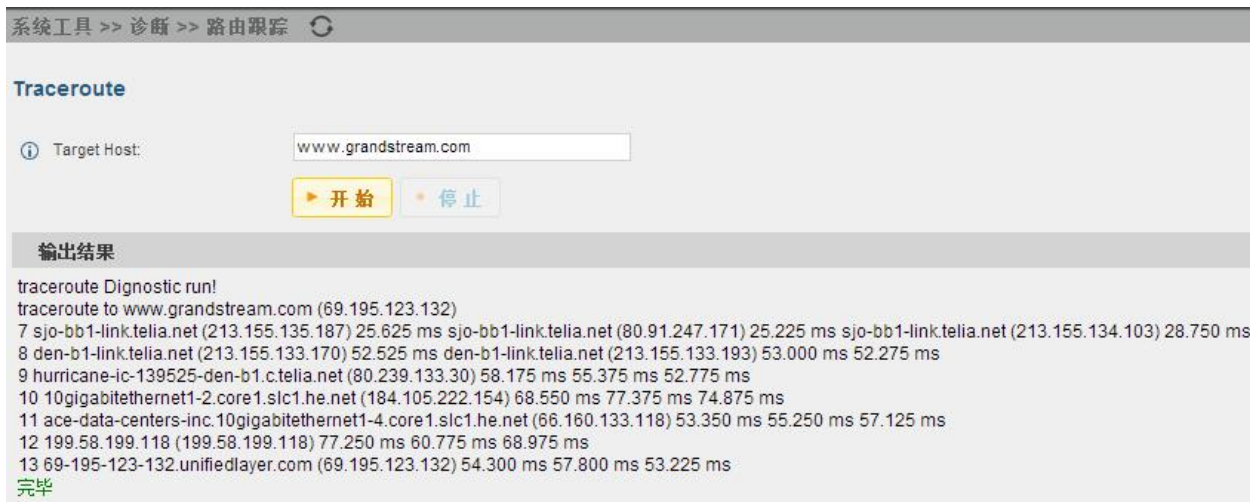 系统工具 >> 诊断 >> 路由跟踪
Traceroute
Target Host: www.grandstream.com
开始 停止
输出结果
traceroute Dignostic run!
traceroute to www.grandstream.com (69.195.123.132)
7 sjo-bb1-link.telia.net (213.155.135.187) 25.625 ms sjo-bb1-link.telia.net (80.91.247.171) 25.225 ms sjo-bb1-link.telia.net (213.155.134.103) 28.750 ms
8 den-b1-link.telia.net (213.155.133.170) 52.525 ms den-b1-link.telia.net (213.155.133.193) 53.000 ms 52.275 ms
9 hurricane-ic-139525-den-b1.c.telia.net (80.239.133.30) 58.175 ms 55.375 ms 52.775 ms
10 10gigabitethernet1-2.core1.slc1.he.net (184.105.222.154) 68.550 ms 77.375 ms 74.875 ms
11 ace-data-centers-inc.10gigabitethernet1-4.core1.slc1.he.net (66.160.133.118) 53.350 ms 55.250 ms 57.125 ms
12 199.58.199.118 (199.58.199.118) 77.250 ms 60.775 ms 68.975 ms
13 69-195-123-132.unifiedlayer.com (69.195.123.132) 54.300 ms 57.800 ms 53.225 ms
完毕